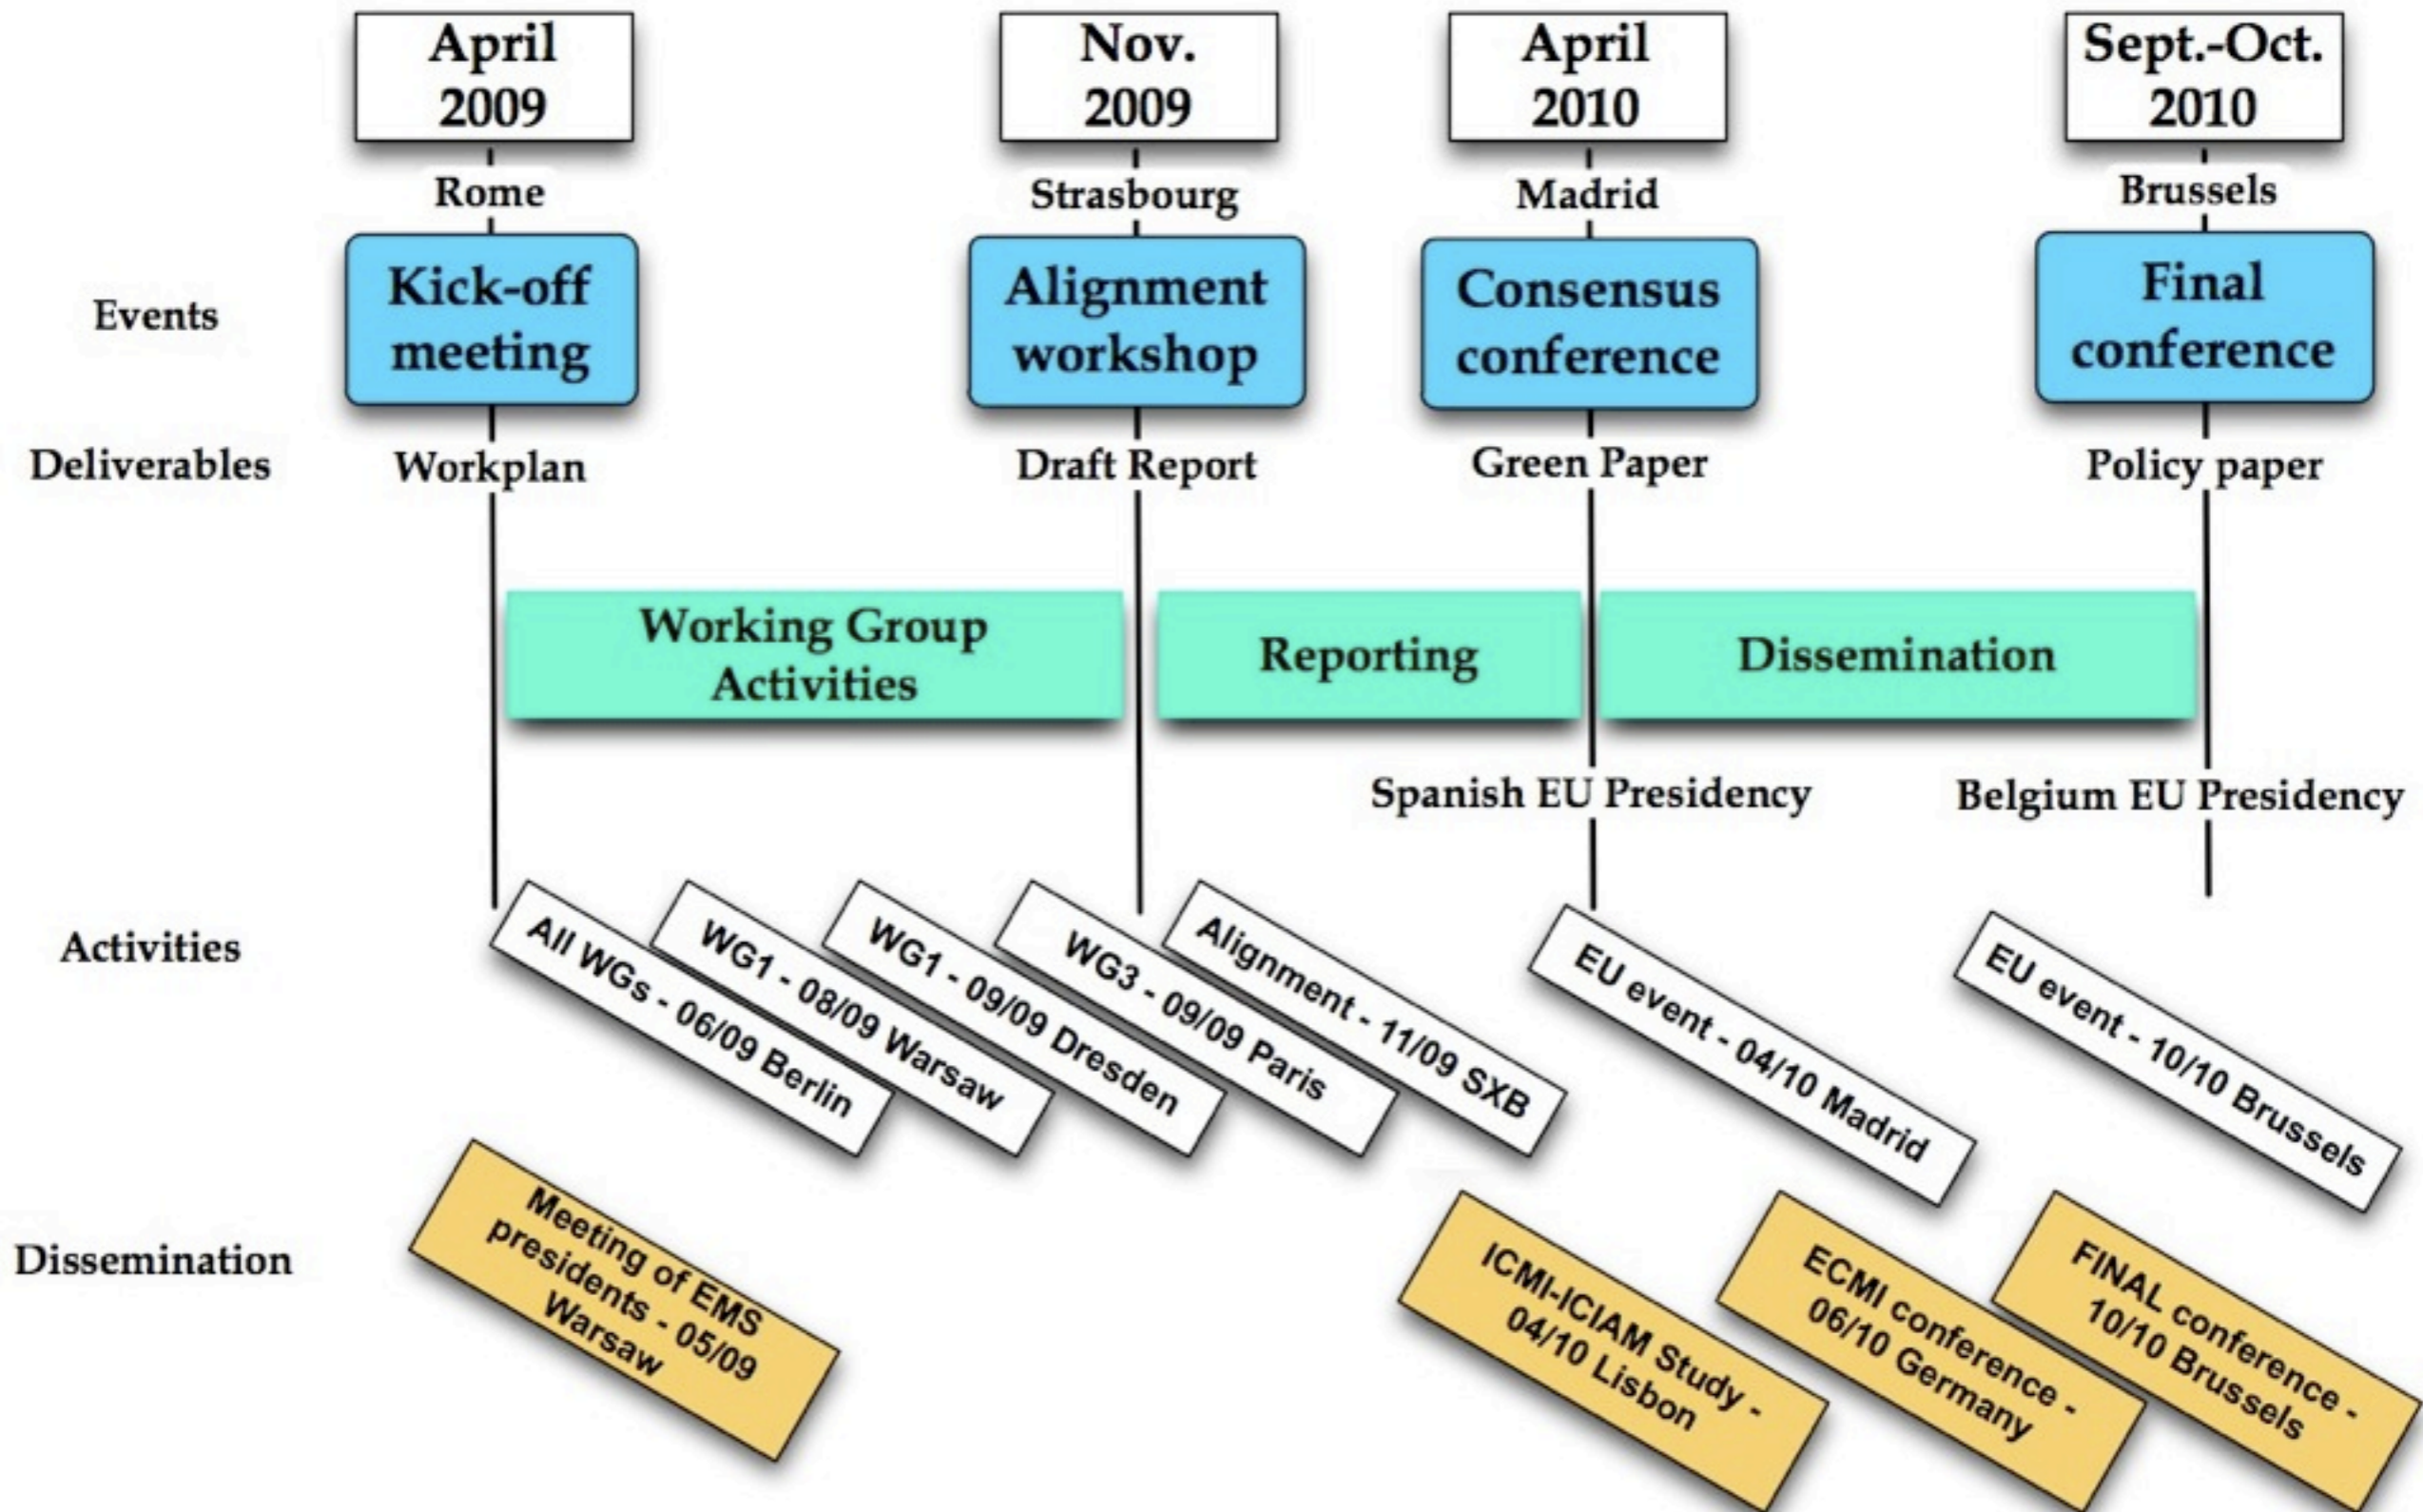 April
2009
Nov.
2009
April
2010
Sept.-Oct.
2010
Rome
Strasbourg
Madrid
Brussels
Events
Kick-off
meeting
Alignment
workshop
Consensus
conference
Final
conference
Deliverables
Workplan
Draft Report
Green Paper
Policy paper
Working Group
Activities
Reporting
Dissemination
Spanish EU Presidency
Belgium EU Presidency
Activities
All WGs - 06/09 Berlin
WG1 - 08/09 Warsaw
WG1 - 09/09 Dresden
WG3 - 09/09 Paris
Alignment - 11/09 SXB
EU event - 04/10 Madrid
EU event - 10/10 Brussels
Dissemination
Meeting of EMS
presidents - 05/09
Warsaw
ICMI-ICIAM Study -
04/10 Lisbon
ECMI conference -
06/10 Germany
FINAL conference -
10/10 Brussels